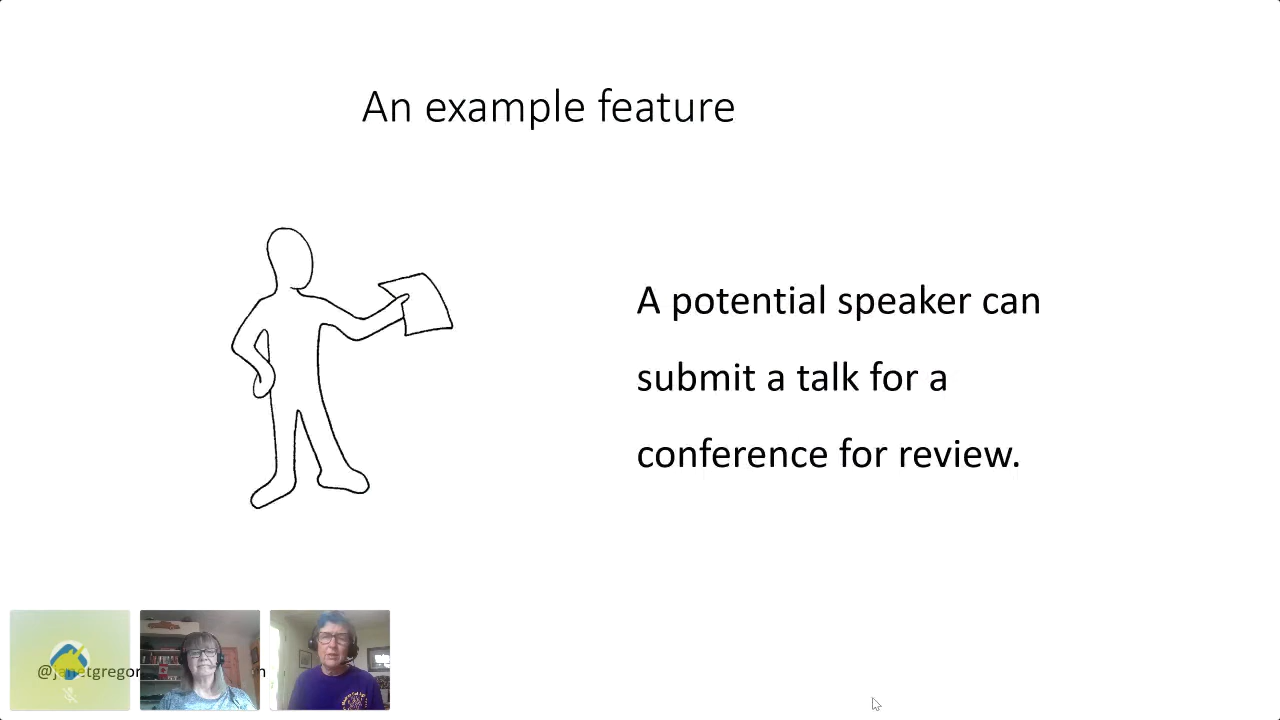 An example feature
A potential speaker can
submit a talk for a
conference for review.